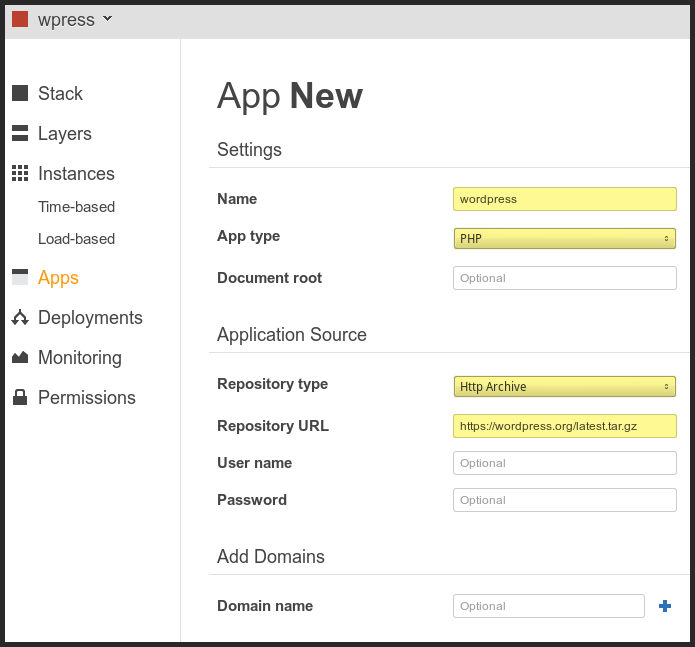 wpress
Stack
Layers
Instances
Time-based
Load-based
Apps
Deployments
Monitoring
Permissions
App New
Settings
Name wordpress
App type PHP
Document root Optional
Application Source
Repository type Http Archive
Repository URL https://wordpress.org/latest.tar.gz
User name Optional
Password Optional
Add Domains
Domain name Optional